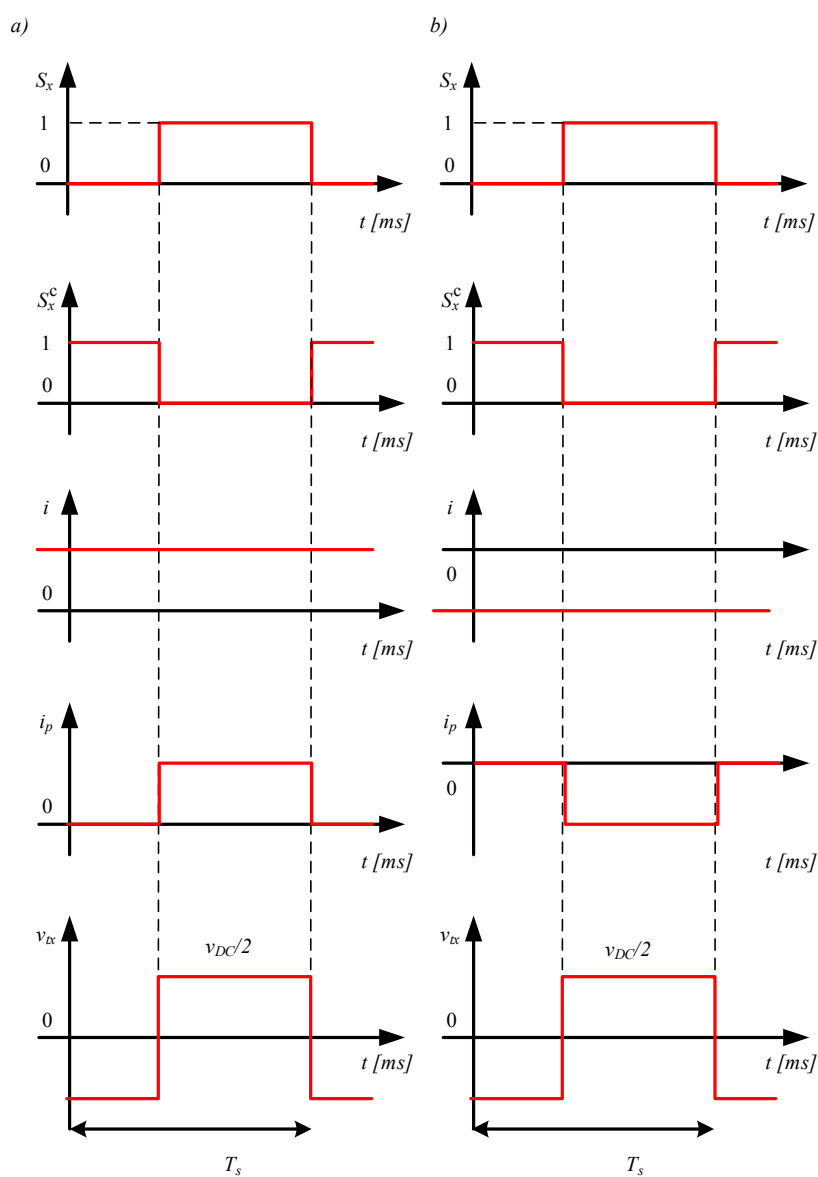 a)
S_x
1
0
t [ms]
S_x^c
1
0
t [ms]
i
0
t [ms]
i_p
0
t [ms]
v_tx
v_DC/2
0
t [ms]
T_s
b)
S_x
1
0
t [ms]
S_x^c
1
0
t [ms]
i
0
t [ms]
i_p
0
t [ms]
v_tx
v_DC/2
0
t [ms]
T_s